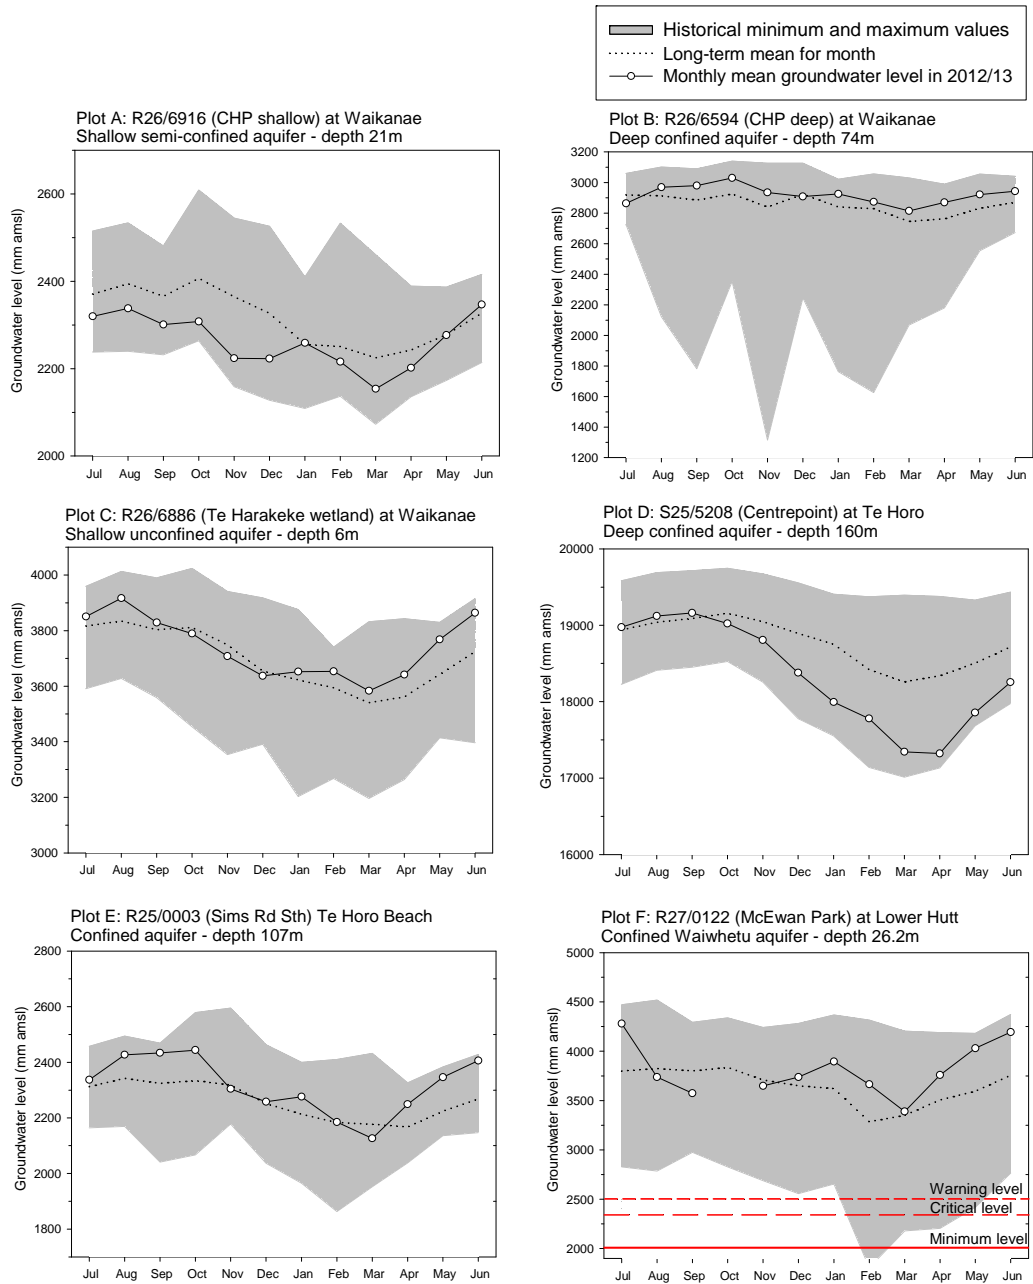 Historical minimum and maximum values
Long-term mean for month
Monthly mean groundwater level in 2012/13
Plot A: R26/6916 (CHP shallow) at Waikanae
Shallow semi-confined aquifer - depth 21m
Groundwater level (mm amsl)
2600
2400
2200
2000
Jul Aug Sep Oct Nov Dec Jan Feb Mar Apr May Jun
Plot B: R26/6594 (CHP deep) at Waikanae
Deep confined aquifer - depth 74m
Groundwater level (mm amsl)
3200
3000
2800
2600
2400
2200
2000
1800
1600
1400
1200
Jul Aug Sep Oct Nov Dec Jan Feb Mar Apr May Jun
Plot C: R26/6886 (Te Harakeke wetland) at Waikanae
Shallow unconfined aquifer - depth 6m
Groundwater level (mm amsl)
4000
3800
3600
3400
3200
3000
Jul Aug Sep Oct Nov Dec Jan Feb Mar Apr May Jun
Plot D: S25/5208 (Centrepoint) at Te Horo
Deep confined aquifer - depth 160m
Groundwater level (mm amsl)
20000
19000
18000
17000
16000
Jul Aug Sep Oct Nov Dec Jan Feb Mar Apr May Jun
Plot E: R25/0003 (Sims Rd Sth) Te Horo Beach
Confined aquifer - depth 107m
Groundwater level (mm amsl)
2800
2600
2400
2200
2000
1800
Jul Aug Sep Oct Nov Dec Jan Feb Mar Apr May Jun
Plot F: R27/0122 (McEwan Park) at Lower Hutt
Confined Waiwhetu aquifer - depth 26.2m
Groundwater level (mm amsl)
5000
4500
4000
3500
3000
2500
2000
Warning level
Critical level
Minimum level
Jul Aug Sep Oct Nov Dec Jan Feb Mar Apr May Jun